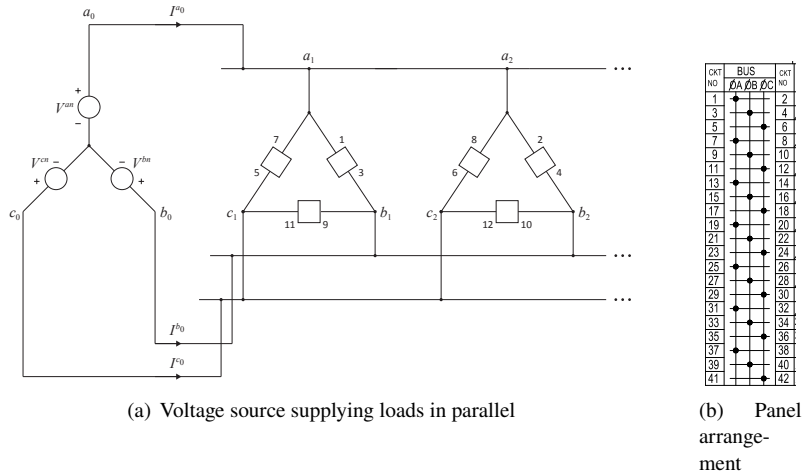 a0
I^a0
+
V^an
−
V^cn − − V^bn
+ +
c0 b0
a1 a2 ...
7 1 8 2
5 3 6 4
c1 b1 c2 b2
11 9 12 10
...
...
I^b0
I^c0
(a) Voltage source supplying loads in parallel
CKT NO BUS CKT NO
ØA ØB ØC
1 2
3 4
5 6
7 8
9 10
11 12
13 14
15 16
17 18
19 20
21 22
23 24
25 26
27 28
29 30
31 32
33 34
35 36
37 38
39 40
41 42
(b) Panel
arrange-
ment